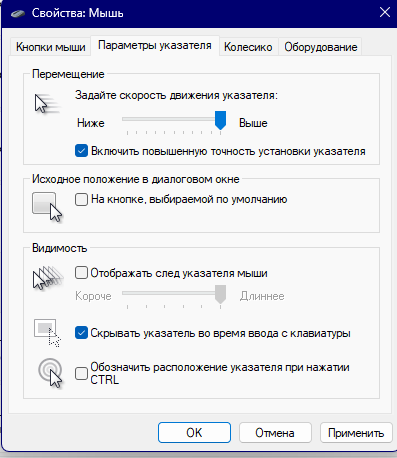 Свойства: Мышь
Кнопки мыши
Параметры указателя
Колесико
Оборудование
Перемещение
Задайте скорость движения указателя:
Ниже
Выше
Включить повышенную точность установки указателя
Исходное положение в диалоговом окне
На кнопке, выбираемой по умолчанию
Видимость
Отображать след указателя мыши
Короче
Длиннее
Скрывать указатель во время ввода с клавиатуры
Обозначить расположение указателя при нажатии
CTRL
OK
Отмена
Применить